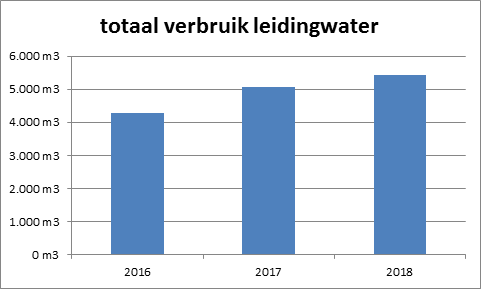 totaal verbruik leidingwater
6.000 m3
5.000 m3
4.000 m3
3.000 m3
2.000 m3
1.000 m3
0 m3
2016 2017 2018